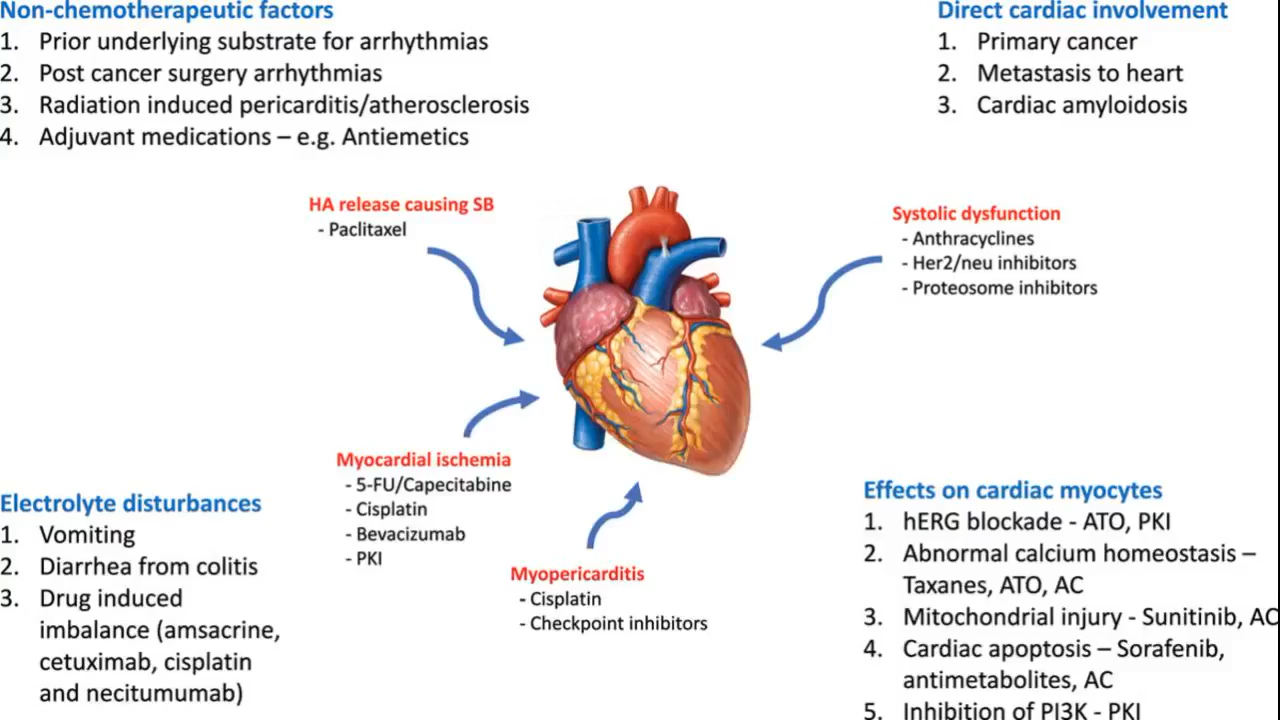 Non-chemotherapeutic factors
1. Prior underlying substrate for arrhythmias
2. Post cancer surgery arrhythmias
3. Radiation induced pericarditis/atherosclerosis
4. Adjuvant medications – e.g. Antiemetics
Direct cardiac involvement
1. Primary cancer
2. Metastasis to heart
3. Cardiac amyloidosis
HA release causing SB
- Paclitaxel
Systolic dysfunction
- Anthracyclines
- Her2/neu inhibitors
- Proteosome inhibitors
Myocardial ischemia
- 5-FU/Capecitabine
- Cisplatin
- Bevacizumab
- PKI
Myopericarditis
- Cisplatin
- Checkpoint inhibitors
Electrolyte disturbances
1. Vomiting
2. Diarrhea from colitis
3. Drug induced
imbalance (amsacrine,
cetuximab, cisplatin
and necitumumab)
Effects on cardiac myocytes
1. hERG blockade - ATO, PKI
2. Abnormal calcium homeostasis –
Taxanes, ATO, AC
3. Mitochondrial injury - Sunitinib, AC
4. Cardiac apoptosis – Sorafenib,
antimetabolites, AC
5. Inhibition of PI3K - PKI